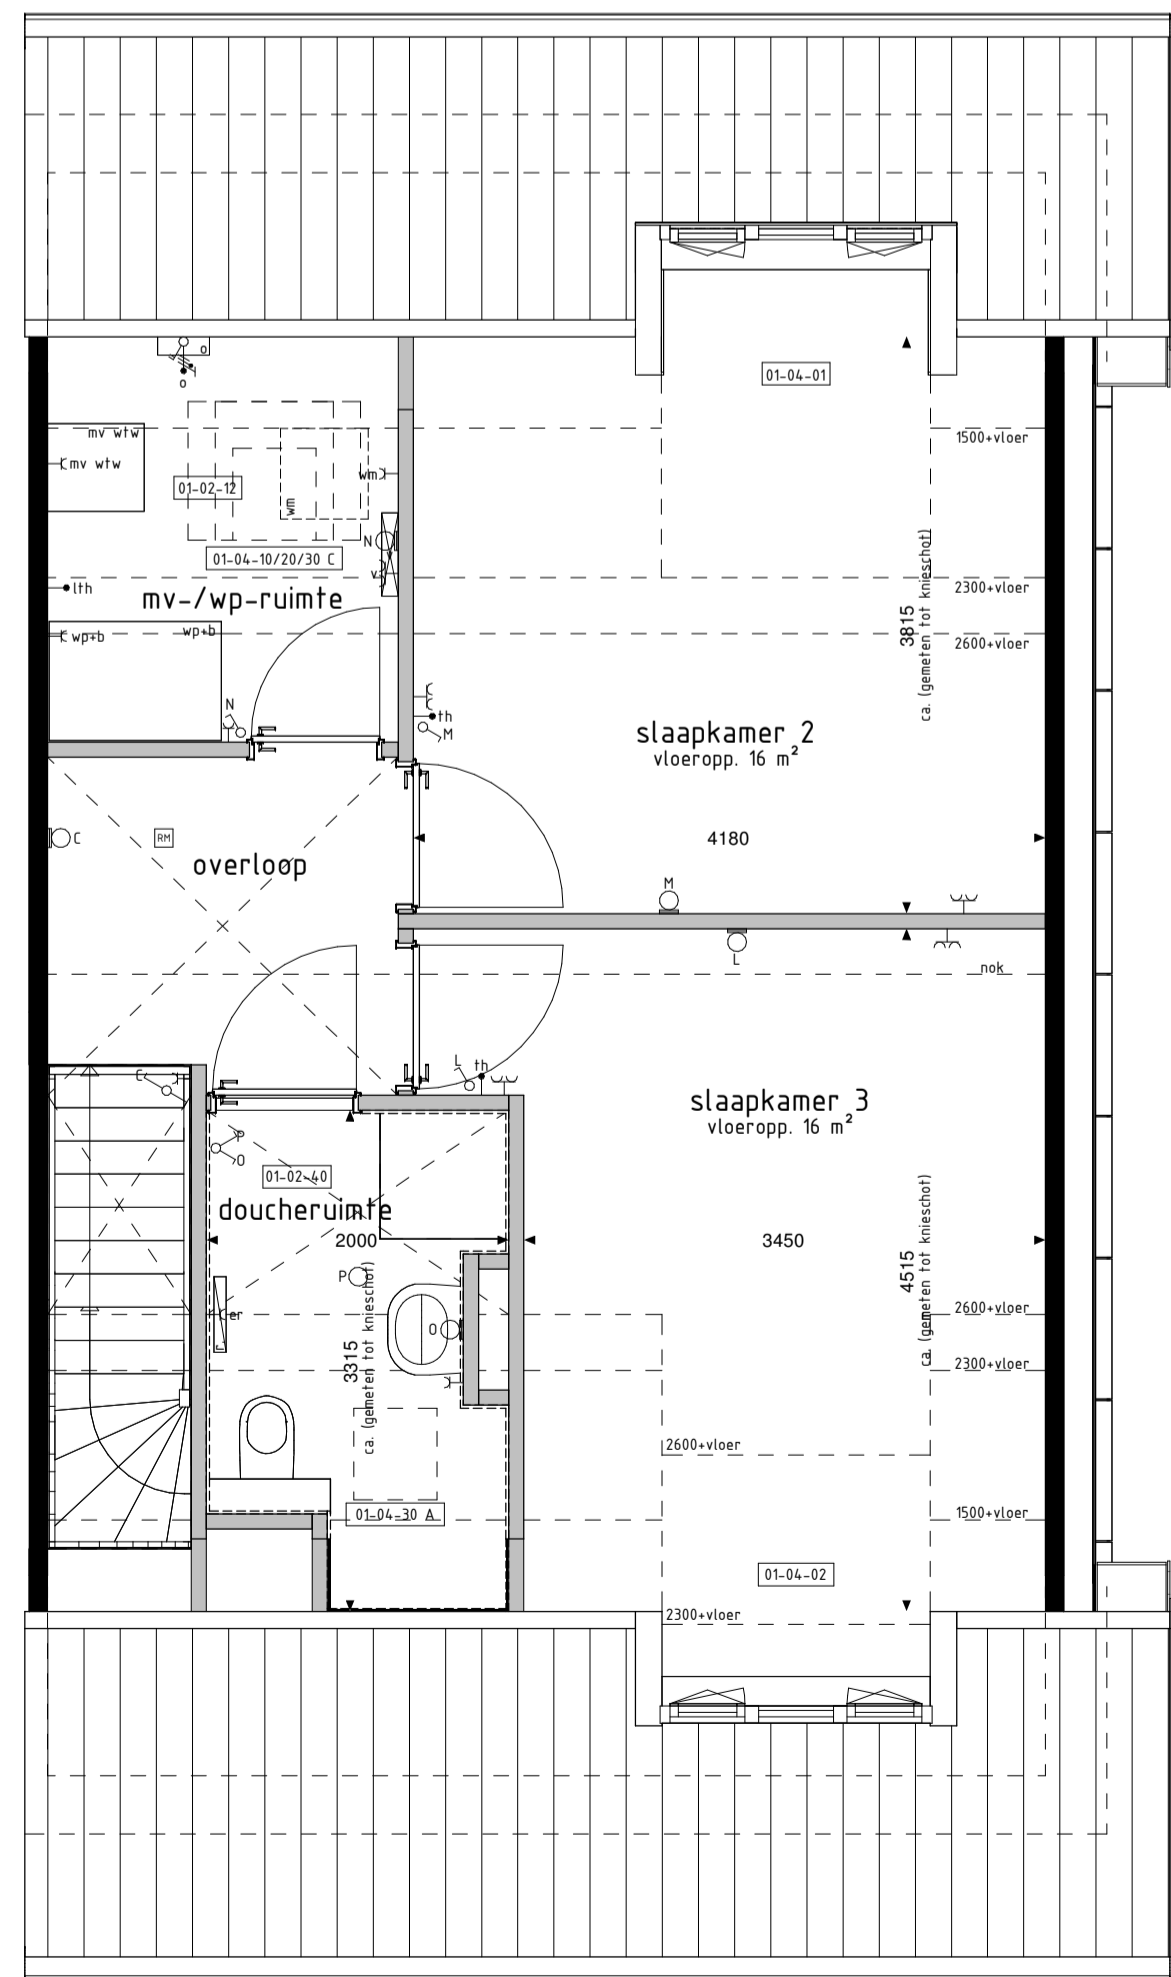 o
o
01-04-01
mv wtw
mv wtw
1500+vloer
wm
01-02-12
wm
N
01-04-10/20/30 C
v
lth
2300+vloer
mv-/wp-ruimte
wp+b
wp+b
2600+vloer
3815
ca. (gemeten tot knieschot)
N
th
M
slaapkamer 2
vloeropp. 16 m²
C
RM
4180
overloop
M
L
nok
C
L
th
slaapkamer 3
vloeropp. 16 m²
P
O
01-02-40
doucheruimte
2000
3450
4515
ca. (gemeten tot knieschot)
P
er
r
O
3315
ca. (gemeten tot knieschot)
2600+vloer
2300+vloer
2600+vloer
01-04-30 A
1500+vloer
01-04-02
2300+vloer